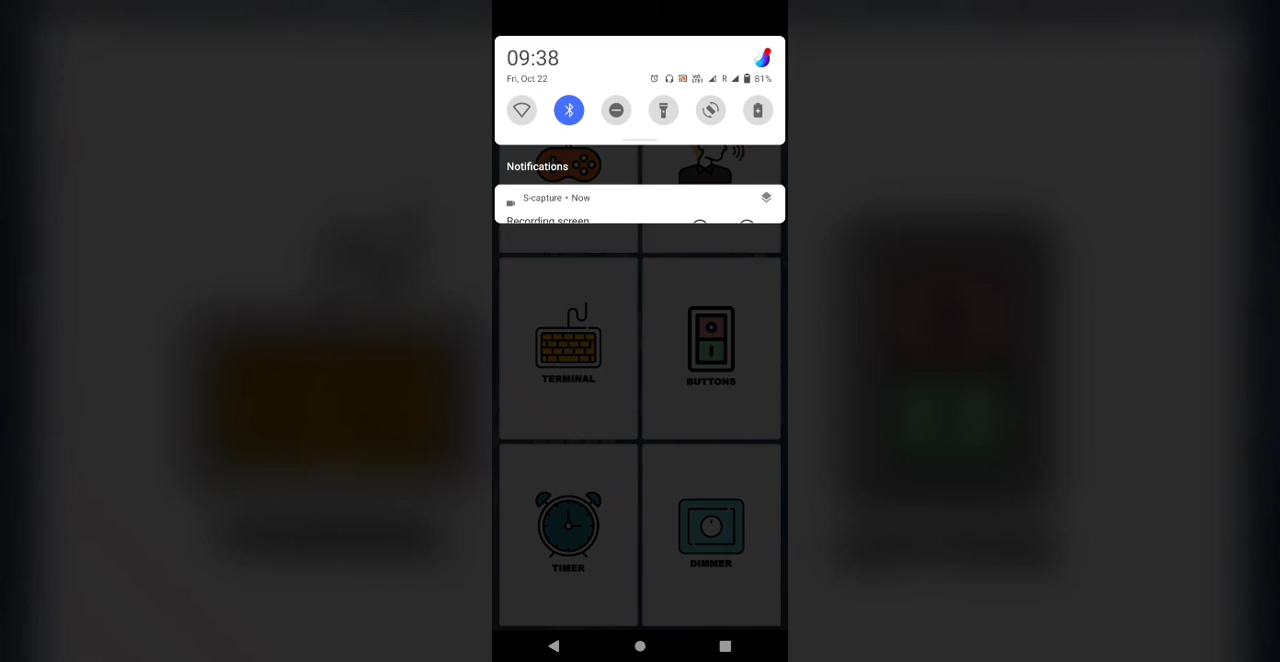 09:38
Fri, Oct 22
R
81%
Notifications
S-capture • Now
Recording screen
TERMINAL
BUTTONS
TIMER
DIMMER